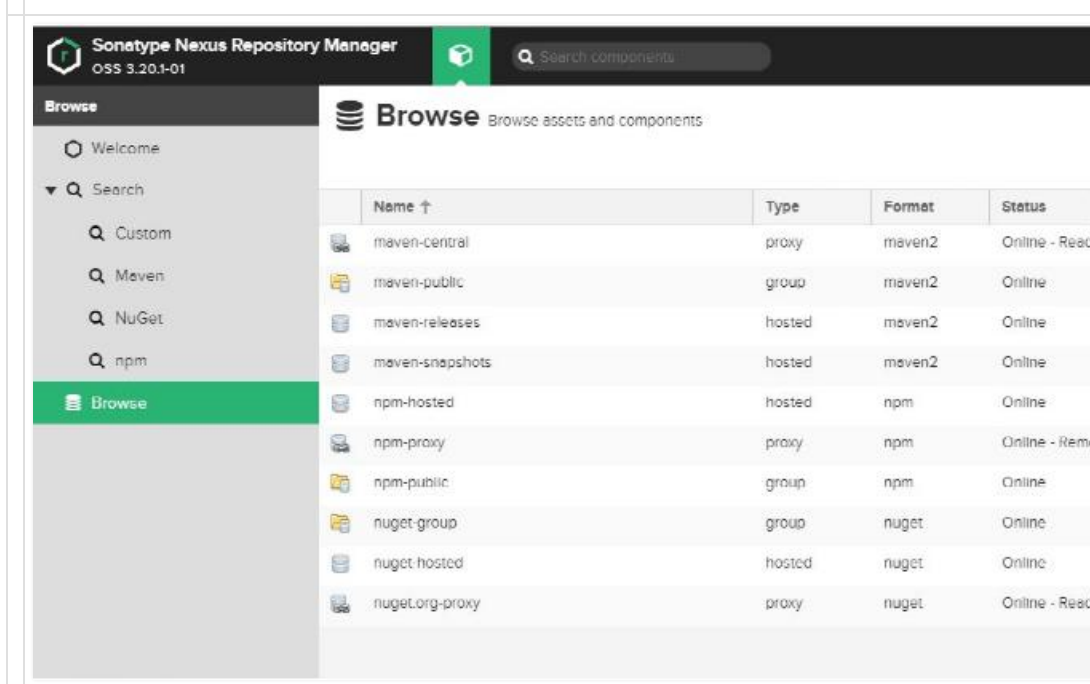 Sonatype Nexus Repository Manager
OSS 3.20.1-01
Search components
Browse
Browse Browse assets and components
Welcome
Search
Custom
Maven
NuGet
npm
Browse
Name ↑ Type Format Status
maven-central proxy maven2 Online - Read
maven-public group maven2 Online
maven-releases hosted maven2 Online
maven-snapshots hosted maven2 Online
npm-hosted hosted npm Online
npm-proxy proxy npm Online - Rem
npm-public group npm Online
nuget-group group nuget Online
nuget-hosted hosted nuget Online
nuget.org-proxy proxy nuget Online - Read